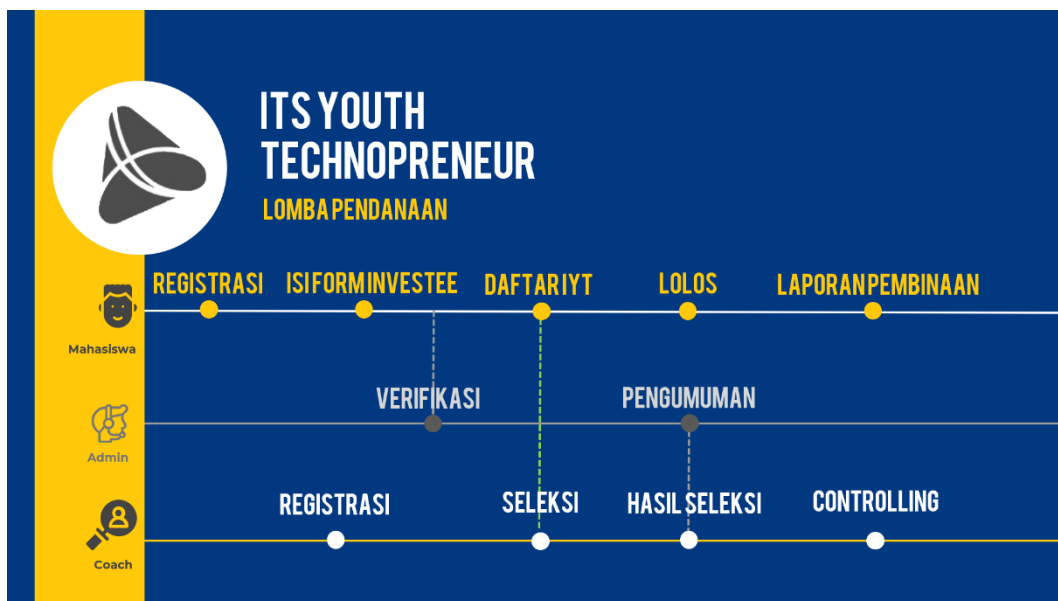 ITS YOUTH
TECHNOPRENEUR
LOMBA PENDANAAN
REGISTRASI ISI FORM INVESTEE DAFTAR IYT LOLOS LAPORAN PEMBINAAN
Mahasiswa
VERIFIKASI PENGUMUMAN
Admin
REGISTRASI SELEKSI HASIL SELEKSI CONTROLLING
Coach